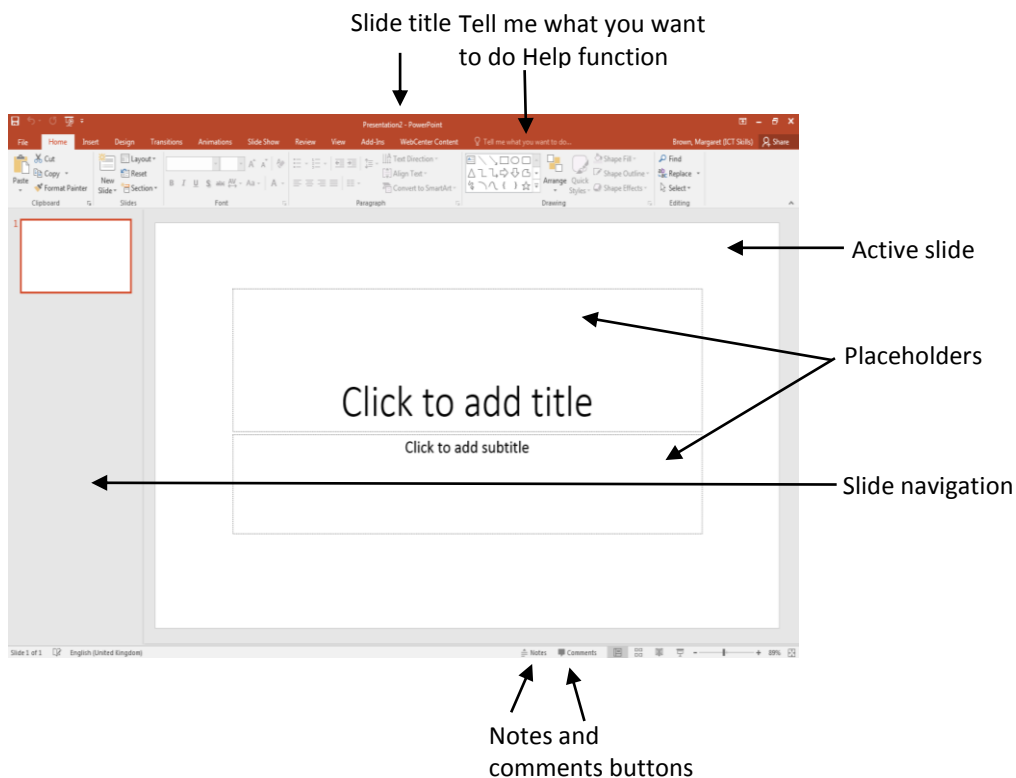 Slide title Tell me what you want
to do Help function
Presentation2 - PowerPoint
File Home Insert Design Transitions Animations Slide Show Review View Add-Ins WebCenter Content Tell me what you want to do... Brown, Margaret (ICT Skills) Share
Paste
Cut
Copy
Format Painter
Clipboard
New
Slide
Layout
Reset
Section
Slides
B I U S abc AV Aa A
Font
Text Direction
Align Text
Convert to SmartArt
Paragraph
Arrange
Quick
Styles
Shape Fill
Shape Outline
Shape Effects
Drawing
Find
Replace
Select
Editing
1
Active slide
Placeholders
Click to add title
Click to add subtitle
Slide navigation
Slide 1 of 1 English (United Kingdom) Notes Comments - + 89%
Notes and
comments buttons